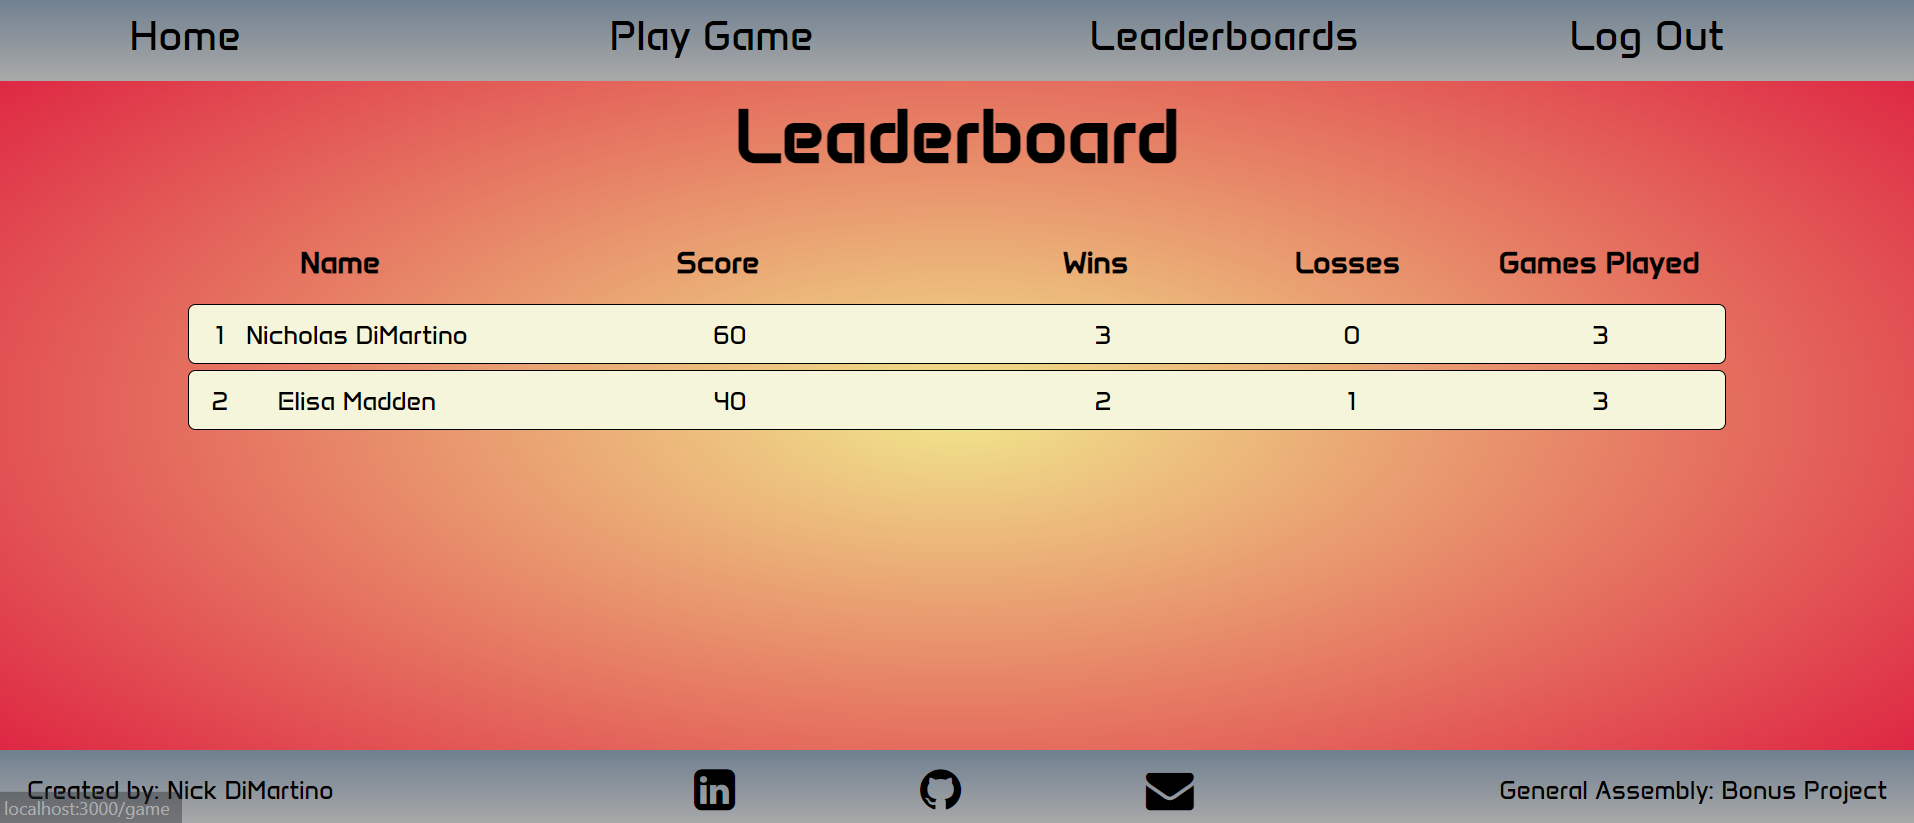 Home Play Game Leaderboards Log Out
Leaderboard
Name Score Wins Losses Games Played
1 Nicholas DiMartino 60 3 0 3
2 Elisa Madden 40 2 1 3
Created by: Nick DiMartino in General Assembly: Bonus Project
localhost:3000/game